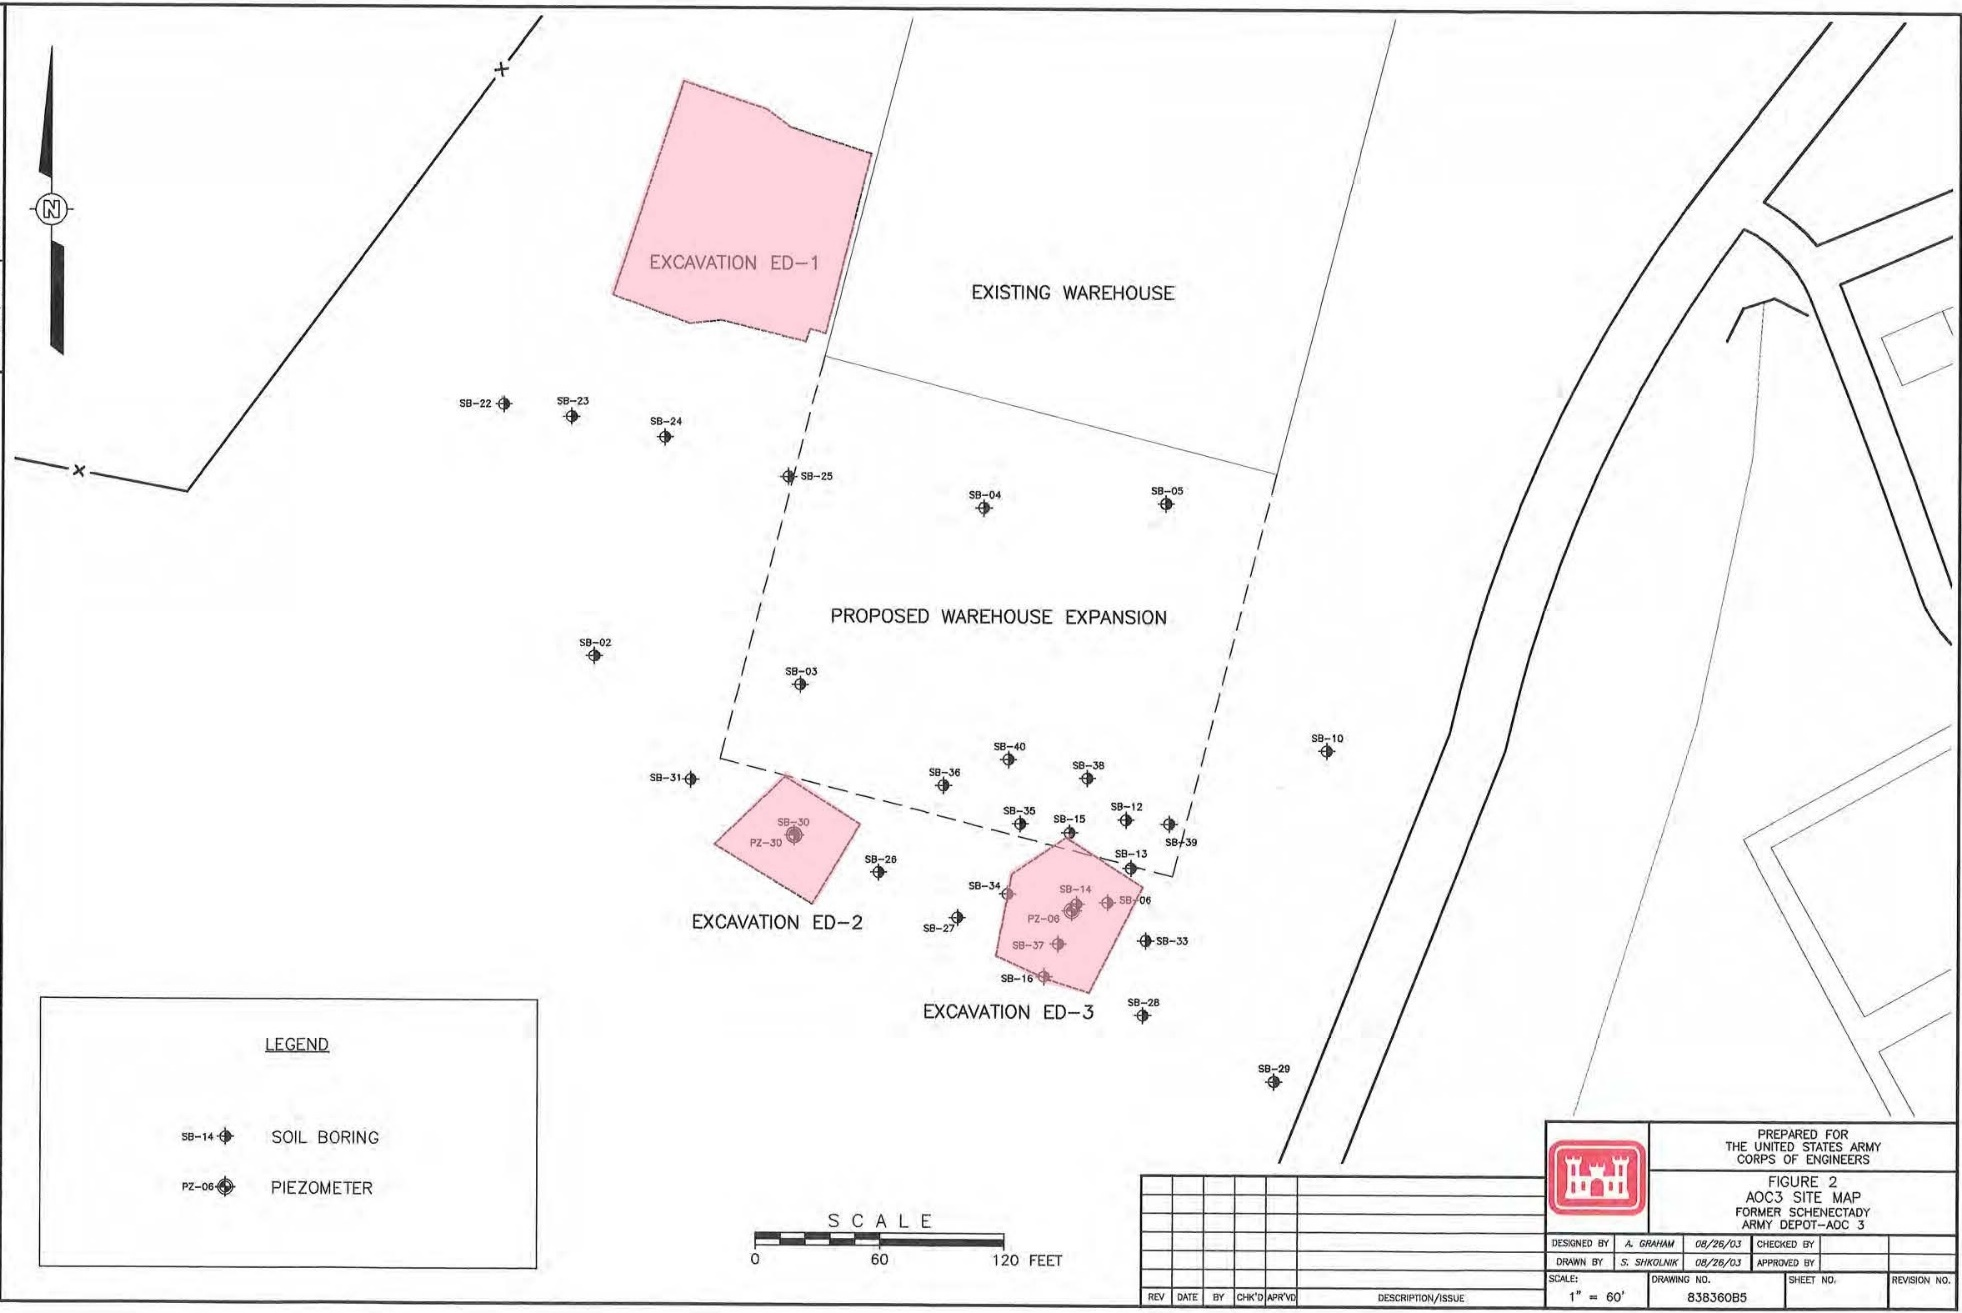 N
EXCAVATION ED-1
EXISTING WAREHOUSE
SB-22
SB-23
SB-24
SB-25
SB-04
SB-05
PROPOSED WAREHOUSE EXPANSION
SB-02
SB-03
SB-10
SB-40
SB-31
SB-36
SB-38
SB-35
SB-15
SB-12
SB-39
SB-30
PZ-30
SB-26
SB-13
SB-34
SB-14
SB-06
PZ-06
EXCAVATION ED-2
SB-27
SB-37
SB-33
SB-16
EXCAVATION ED-3
SB-28
SB-29
LEGEND
SB-14 SOIL BORING
PZ-06 PIEZOMETER
SCALE
0 60 120 FEET
REV DATE BY CHK'D APR'VD DESCRIPTION/ISSUE
PREPARED FOR
THE UNITED STATES ARMY
CORPS OF ENGINEERS
FIGURE 2
AOC3 SITE MAP
FORMER SCHENECTADY
ARMY DEPOT-AOC 3
DESIGNED BY A. GRAHAM 08/26/03 CHECKED BY
DRAWN BY S. SHKOLNIK 08/26/03 APPROVED BY
SCALE: DRAWING NO. SHEET NO. REVISION NO.
1" = 60' 838360B5